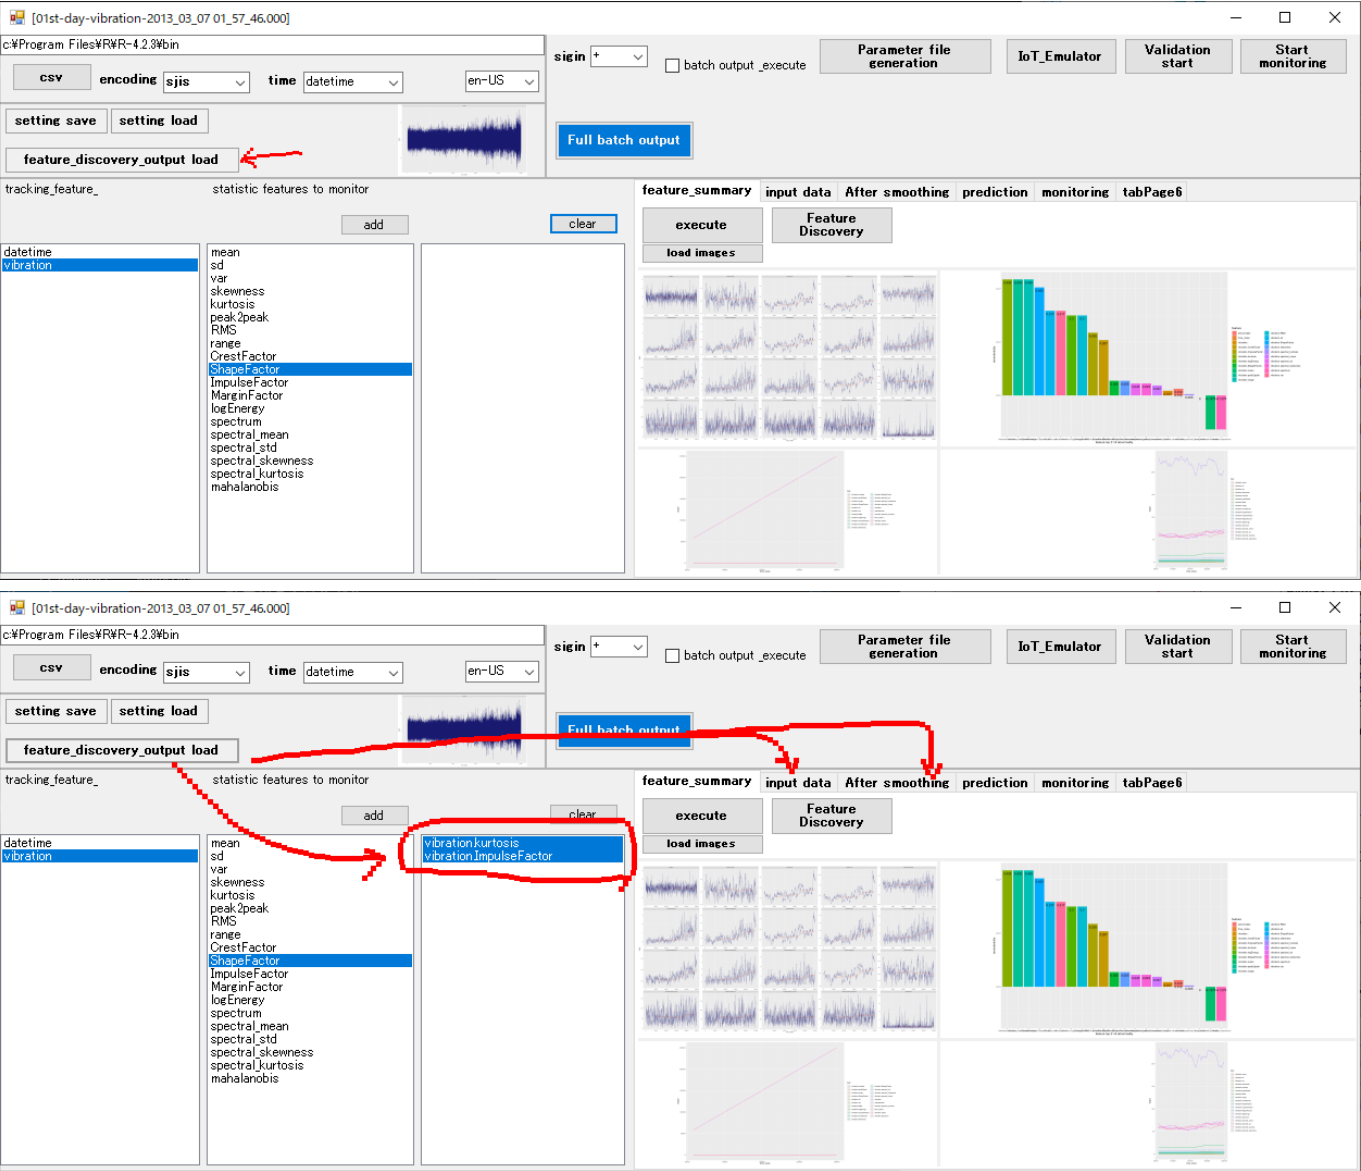 [01st-day-vibration-2013_03_07 01_57_46.000]
c:¥Program Files¥R¥R-4.2.3¥bin
sigin + batch output _execute
Parameter file generation
IoT_Emulator
Validation start
Start monitoring
csv encoding sjis time datetime en-US
setting save setting load
Full batch output
feature_discovery_output load
tracking_feature_ statistic features to monitor
add clear
feature_summary input data After smoothing prediction monitoring tabPage6
execute
Feature Discovery
load images
datetime
vibration
mean
sd
var
skewness
kurtosis
peak2peak
RMS
range
CrestFactor
ShapeFactor
ImpulseFactor
MarginFactor
logEnergy
spectrum
spectral_mean
spectral_std
spectral_skewness
spectral_kurtosis
mahalanobis
[01st-day-vibration-2013_03_07 01_57_46.000]
c:¥Program Files¥R¥R-4.2.3¥bin
sigin + batch output _execute
Parameter file generation
IoT_Emulator
Validation start
Start monitoring
csv encoding sjis time datetime en-US
setting save setting load
Full batch output
feature_discovery_output load
tracking_feature_ statistic features to monitor
add clear
feature_summary input data After smoothing prediction monitoring tabPage6
execute
Feature Discovery
load images
datetime
vibration
mean
sd
var
skewness
kurtosis
peak2peak
RMS
range
CrestFactor
ShapeFactor
ImpulseFactor
MarginFactor
logEnergy
spectrum
spectral_mean
spectral_std
spectral_skewness
spectral_kurtosis
mahalanobis
vibration.kurtosis
vibration.ImpulseFactor